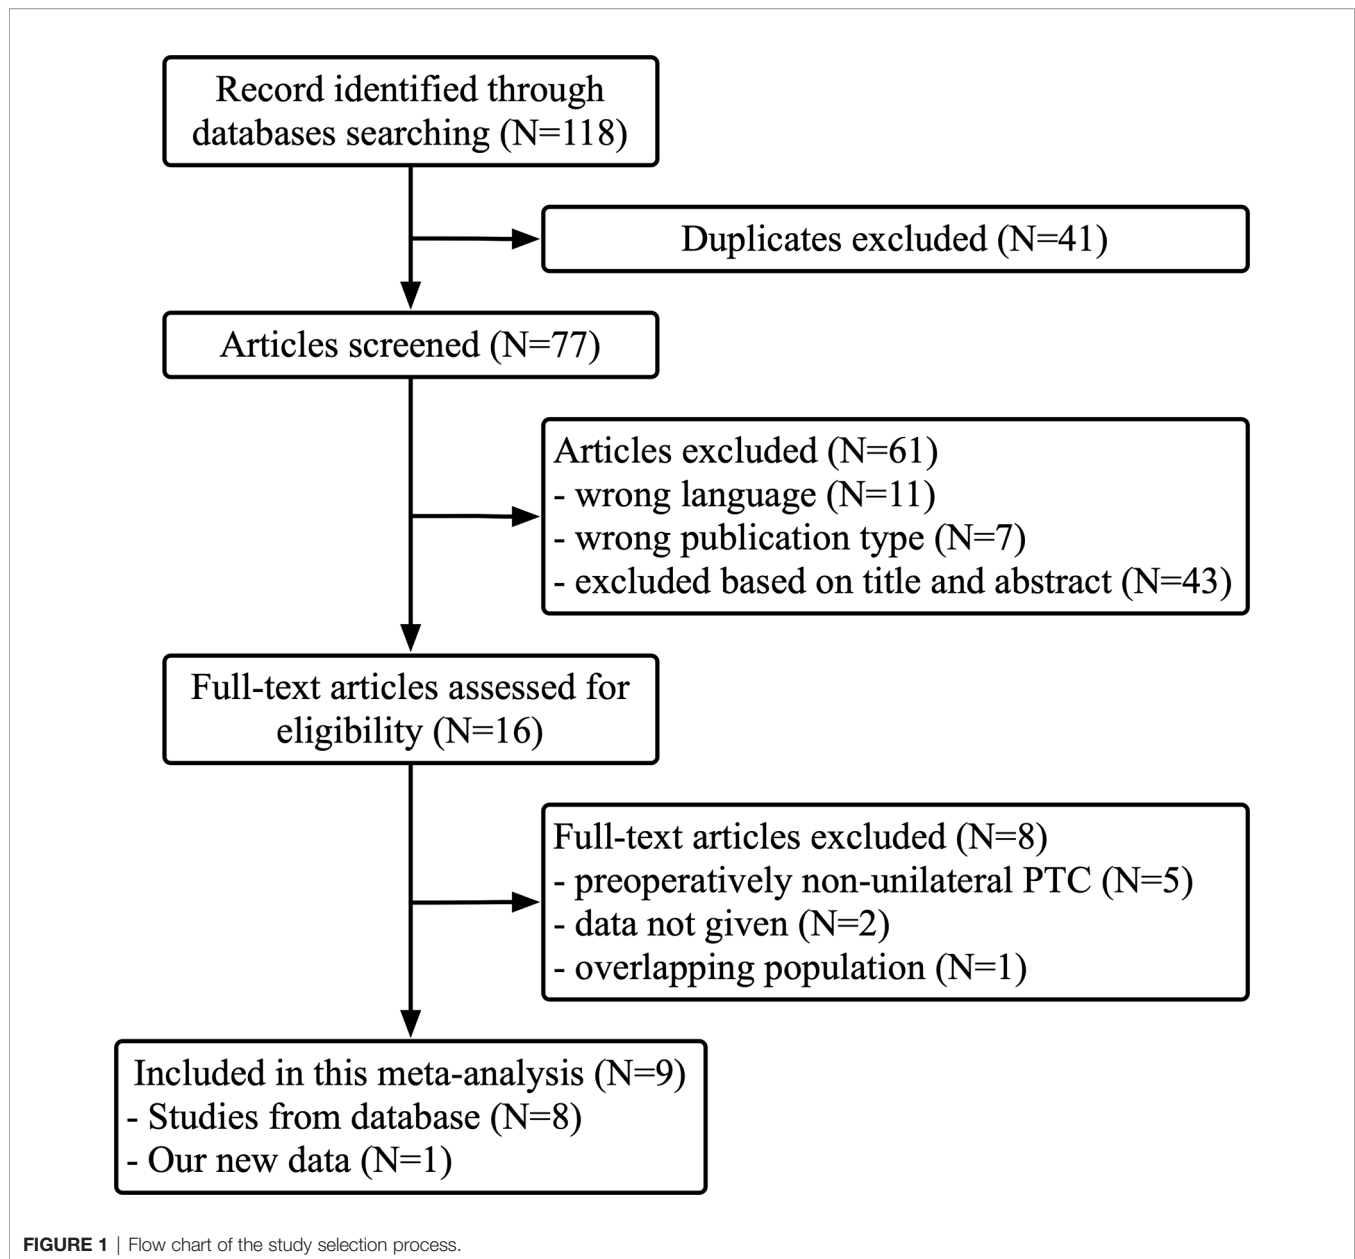 Record identified through
databases searching (N=118)
Duplicates excluded (N=41)
Articles screened (N=77)
Articles excluded (N=61)
- wrong language (N=11)
- wrong publication type (N=7)
- excluded based on title and abstract (N=43)
Full-text articles assessed for
eligibility (N=16)
Full-text articles excluded (N=8)
- preoperatively non-unilateral PTC (N=5)
- data not given (N=2)
- overlapping population (N=1)
Included in this meta-analysis (N=9)
- Studies from database (N=8)
- Our new data (N=1)
FIGURE 1 | Flow chart of the study selection process.